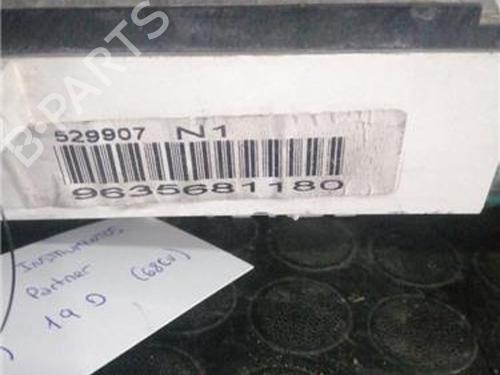 B-PARTS
529907 N1
9635681180
Instrumentos
Partner
1.9 D (68cv)